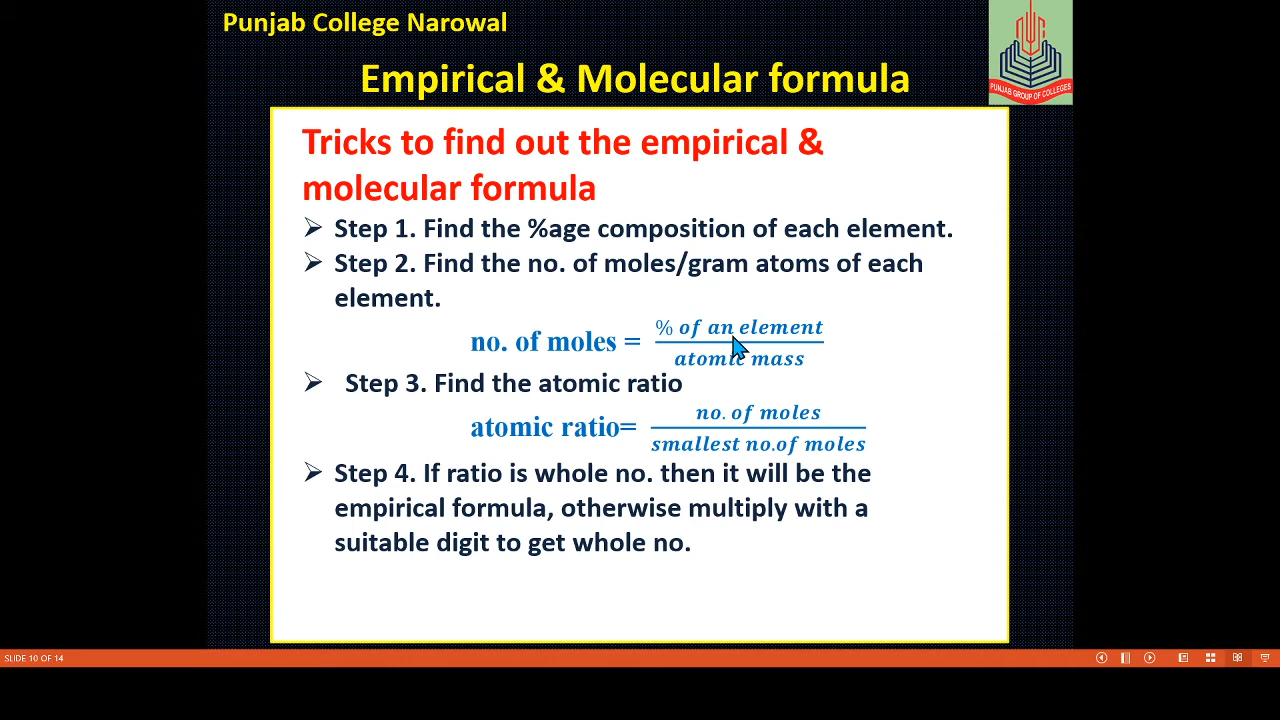 Punjab College Narowal
PUNJAB GROUP OF COLLEGES
Empirical & Molecular formula
Tricks to find out the empirical &
molecular formula
➢ Step 1. Find the %age composition of each element.
➢ Step 2. Find the no. of moles/gram atoms of each
element.
no. of moles = % of an element
atomic mass
➢ Step 3. Find the atomic ratio
atomic ratio= no. of moles
smallest no.of moles
➢ Step 4. If ratio is whole no. then it will be the
empirical formula, otherwise multiply with a
suitable digit to get whole no.
SLIDE 10 OF 14